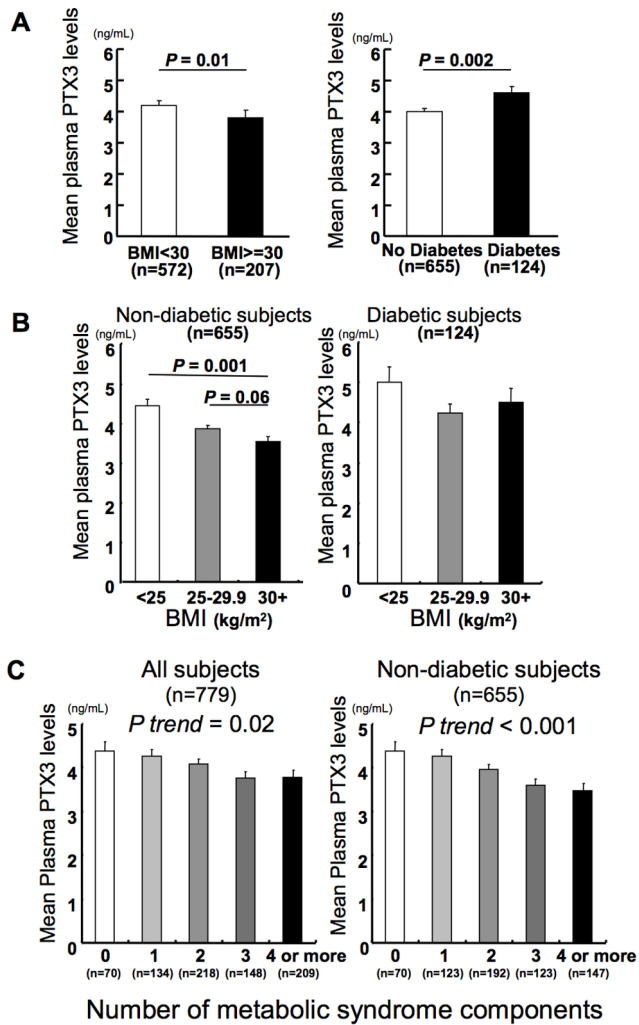 A
(ng/mL)
Mean plasma PTX3 levels
6
5
4
3
2
1
0
P = 0.01
BMI<30
(n=572)
BMI>=30
(n=207)
(ng/mL)
Mean plasma PTX3 levels
6
5
4
3
2
1
0
P = 0.002
No Diabetes
(n=655)
Diabetes
(n=124)
B
Non-diabetic subjects
(n=655)
(ng/mL)
Mean plasma PTX3 levels
6
5
4
3
2
1
0
P = 0.001
P = 0.06
<25 25-29.9 30+
BMI (kg/m²)
Diabetic subjects
(n=124)
(ng/mL)
Mean plasma PTX3 levels
6
5
4
3
2
1
0
<25 25-29.9 30+
BMI (kg/m²)
C
All subjects
(n=779)
(ng/mL)
P trend = 0.02
Mean Plasma PTX3 levels
5
4
3
2
1
0
0 1 2 3 4 or more
(n=70) (n=134) (n=218) (n=148) (n=209)
Non-diabetic subjects
(n=655)
(ng/mL)
P trend < 0.001
Mean Plasma PTX3 levels
5
4
3
2
1
0
0 1 2 3 4 or more
(n=70) (n=123) (n=192) (n=123) (n=147)
Number of metabolic syndrome components